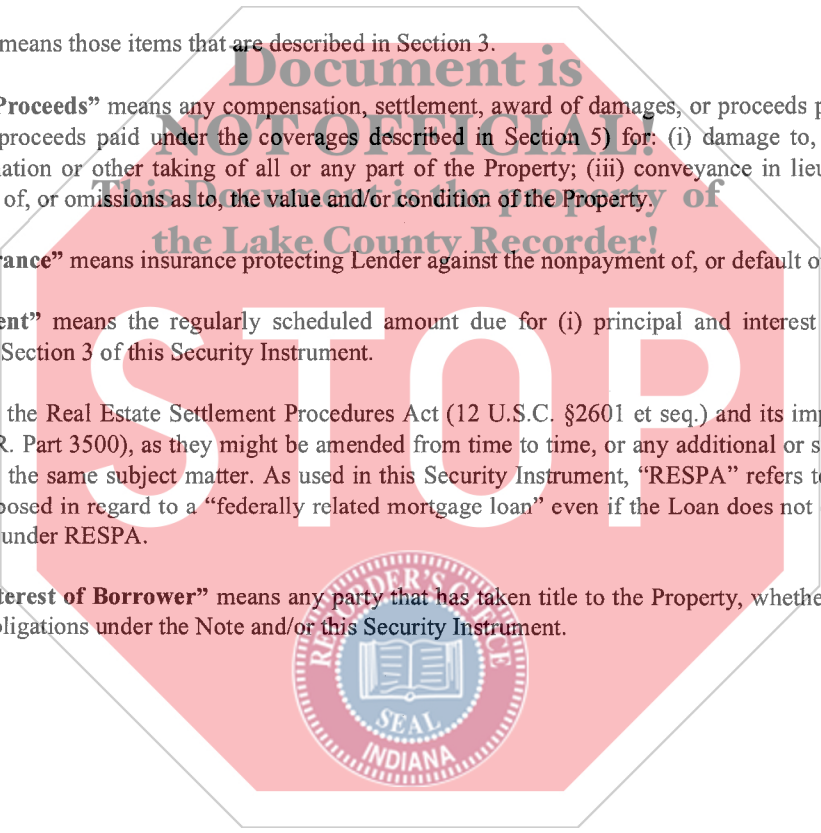 means those items that are described in Section 3.
Document is
Proceeds” means any compensation, settlement, award of damages, or proceeds
NOT OFFICIAL!
proceeds paid under the coverages described in Section 5) for: (i) damage to,
ation or other taking of all or any part of the Property; (iii) conveyance in lieu
This Document is the property of
of, or omissions as to, the value and/or condition of the Property.
the Lake County Recorder!
rance” means insurance protecting Lender against the nonpayment of, or default
ent” means the regularly scheduled amount due for (i) principal and interest
Section 3 of this Security Instrument.
STOP
the Real Estate Settlement Procedures Act (12 U.S.C. §2601 et seq.) and its
R. Part 3500), as they might be amended from time to time, or any additional or
the same subject matter. As used in this Security Instrument, “RESPA” refers
posed in regard to a “federally related mortgage loan” even if the Loan does not
under RESPA.
terest of Borrower” means any party that has taken title to the Property,
bligations under the Note and/or this Security Instrument.
RECORDER'S OFFICE
SEAL
INDIANA